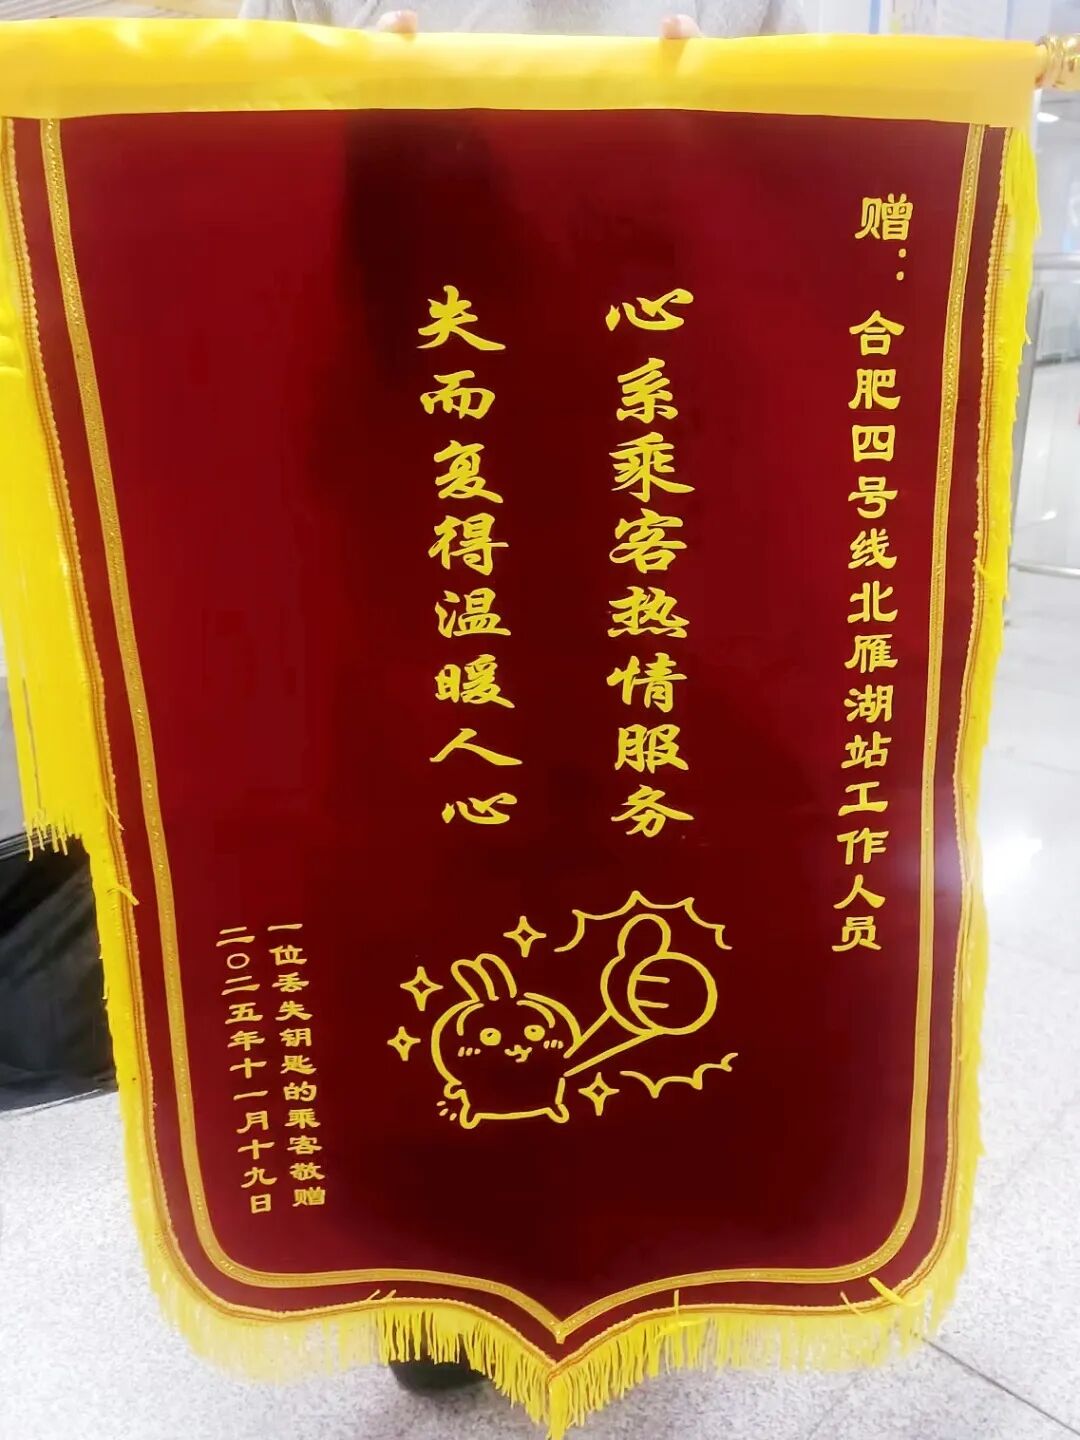 赠：合肥四号线北雁湖站工作人员
心系乘客热情服务
失而复得温暖人心
一位丢失钥匙的乘客敬赠
二〇二五年十一月十九日